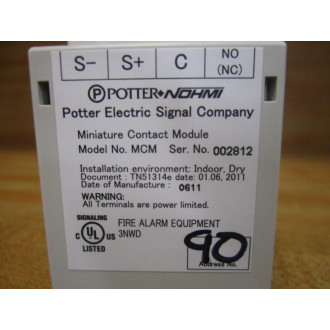 S- S+ C NO (NC)
P POTTER NOHMI
Potter Electric Signal Company
Miniature Contact Module
Model No. MCM Ser. No. 002812
Installation environment: Indoor, Dry
Document : TN51314e date :01.06, 2011
Date of Manufacture : 0611
WARNING:
All Terminals are power limited.
SIGNALING
C UL US
LISTED
FIRE ALARM EQUIPMENT
3NWD
90
Address No.